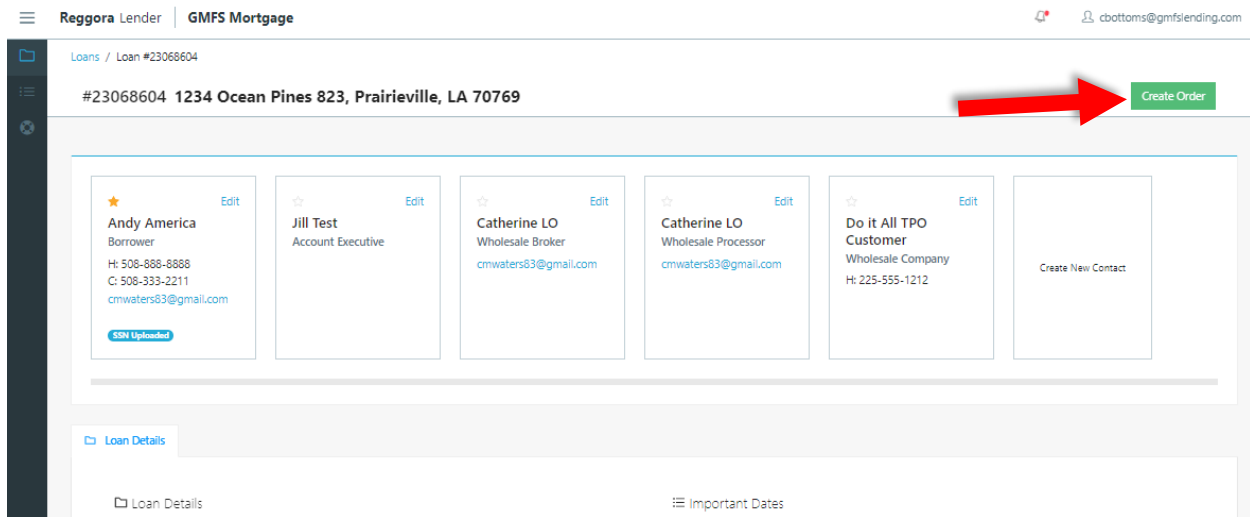 Reggora Lender GMFS Mortgage cbottoms@gmfslending.com
Loans / Loan #23068604
#23068604 1234 Ocean Pines 823, Prairieville, LA 70769 Create Order
Edit
Andy America
Borrower
H: 508-888-8888
C: 508-333-2211
cmwaters83@gmail.com
SSN Uploaded
Edit
Jill Test
Account Executive
Edit
Catherine LO
Wholesale Broker
cmwaters83@gmail.com
Edit
Catherine LO
Wholesale Processor
cmwaters83@gmail.com
Edit
Do it All TPO
Customer
Wholesale Company
H: 225-555-1212
Create New Contact
Loan Details
Loan Details Important Dates